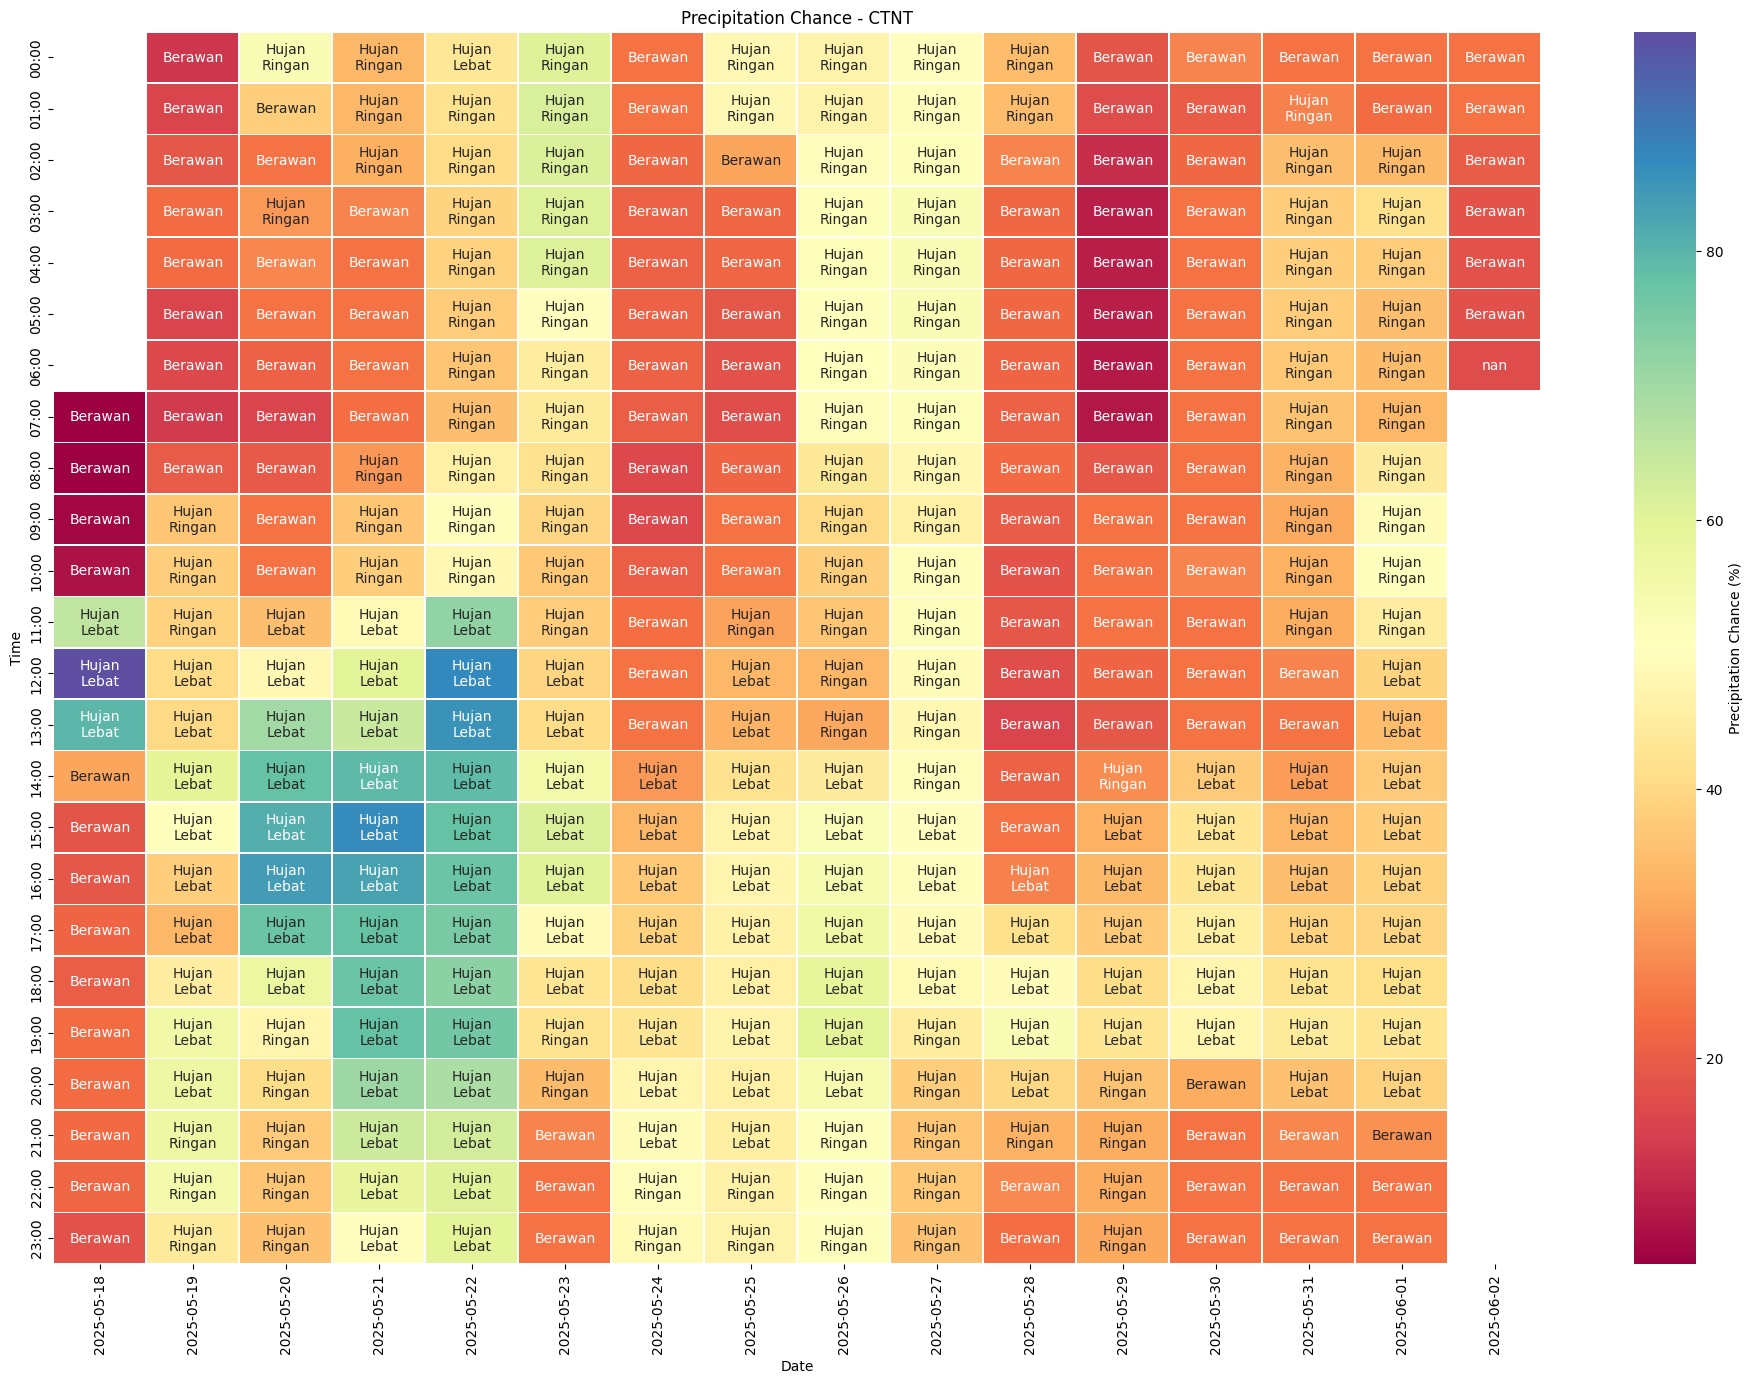 Precipitation Chance - CTNT
Time
00:00 Berawan Hujan Ringan Hujan Ringan Hujan Lebat Hujan Ringan Berawan Hujan Ringan Hujan Ringan Hujan Ringan Hujan Ringan Berawan Berawan Berawan Berawan Berawan
01:00 Berawan Berawan Hujan Ringan Hujan Ringan Hujan Ringan Berawan Hujan Ringan Hujan Ringan Hujan Ringan Hujan Ringan Berawan Berawan Hujan Ringan Berawan Berawan
02:00 Berawan Berawan Hujan Ringan Hujan Ringan Hujan Ringan Berawan Berawan Hujan Ringan Hujan Ringan Berawan Berawan Berawan Hujan Ringan Hujan Ringan Berawan
03:00 Berawan Hujan Ringan Berawan Hujan Ringan Hujan Ringan Berawan Berawan Hujan Ringan Hujan Ringan Berawan Berawan Berawan Hujan Ringan Hujan Ringan Berawan
04:00 Berawan Berawan Berawan Hujan Ringan Hujan Ringan Berawan Berawan Hujan Ringan Hujan Ringan Berawan Berawan Berawan Hujan Ringan Hujan Ringan Berawan
05:00 Berawan Berawan Berawan Hujan Ringan Hujan Ringan Berawan Berawan Hujan Ringan Hujan Ringan Berawan Berawan Berawan Hujan Ringan Hujan Ringan Berawan
06:00 Berawan Berawan Berawan Hujan Ringan Hujan Ringan Berawan Berawan Hujan Ringan Hujan Ringan Berawan Berawan Berawan Hujan Ringan Hujan Ringan nan
07:00 Berawan Berawan Berawan Berawan Hujan Ringan Hujan Ringan Berawan Berawan Hujan Ringan Hujan Ringan Berawan Berawan Berawan Hujan Ringan Hujan Ringan
08:00 Berawan Berawan Berawan Hujan Ringan Hujan Ringan Hujan Ringan Berawan Berawan Hujan Ringan Hujan Ringan Berawan Berawan Berawan Hujan Ringan Hujan Ringan
09:00 Berawan Hujan Ringan Berawan Hujan Ringan Hujan Ringan Hujan Ringan Berawan Berawan Hujan Ringan Hujan Ringan Berawan Berawan Berawan Hujan Ringan Hujan Ringan
10:00 Berawan Hujan Ringan Berawan Hujan Ringan Hujan Ringan Hujan Ringan Berawan Berawan Hujan Ringan Hujan Ringan Berawan Berawan Berawan Hujan Ringan Hujan Ringan
11:00 Hujan Lebat Hujan Ringan Hujan Lebat Hujan Lebat Hujan Lebat Hujan Ringan Berawan Hujan Ringan Hujan Ringan Hujan Ringan Berawan Berawan Berawan Hujan Ringan Hujan Ringan
12:00 Hujan Lebat Hujan Lebat Hujan Lebat Hujan Lebat Hujan Lebat Hujan Lebat Berawan Hujan Lebat Hujan Ringan Hujan Ringan Berawan Berawan Berawan Berawan Hujan Lebat
13:00 Hujan Lebat Hujan Lebat Hujan Lebat Hujan Lebat Hujan Lebat Hujan Lebat Berawan Hujan Lebat Hujan Ringan Hujan Ringan Berawan Berawan Berawan Berawan Hujan Lebat
14:00 Berawan Hujan Lebat Hujan Lebat Hujan Lebat Hujan Lebat Hujan Lebat Hujan Lebat Hujan Lebat Hujan Lebat Hujan Ringan Berawan Hujan Ringan Hujan Lebat Hujan Lebat Hujan Lebat
15:00 Berawan Hujan Lebat Hujan Lebat Hujan Lebat Hujan Lebat Hujan Lebat Hujan Lebat Hujan Lebat Hujan Lebat Hujan Lebat Berawan Hujan Lebat Hujan Lebat Hujan Lebat Hujan Lebat
16:00 Berawan Hujan Lebat Hujan Lebat Hujan Lebat Hujan Lebat Hujan Lebat Hujan Lebat Hujan Lebat Hujan Lebat Hujan Lebat Hujan Lebat Hujan Lebat Hujan Lebat Hujan Lebat Hujan Lebat
17:00 Berawan Hujan Lebat Hujan Lebat Hujan Lebat Hujan Lebat Hujan Lebat Hujan Lebat Hujan Lebat Hujan Lebat Hujan Lebat Hujan Lebat Hujan Lebat Hujan Lebat Hujan Lebat Hujan Lebat
18:00 Berawan Hujan Lebat Hujan Lebat Hujan Lebat Hujan Lebat Hujan Lebat Hujan Lebat Hujan Lebat Hujan Lebat Hujan Lebat Hujan Lebat Hujan Lebat Hujan Lebat Hujan Lebat Hujan Lebat
19:00 Berawan Hujan Lebat Hujan Ringan Hujan Lebat Hujan Lebat Hujan Ringan Hujan Lebat Hujan Lebat Hujan Lebat Hujan Ringan Hujan Lebat Hujan Lebat Hujan Lebat Hujan Lebat Hujan Lebat
20:00 Berawan Hujan Lebat Hujan Ringan Hujan Lebat Hujan Lebat Hujan Ringan Hujan Lebat Hujan Lebat Hujan Lebat Hujan Ringan Hujan Lebat Hujan Ringan Berawan Hujan Lebat Hujan Lebat
21:00 Berawan Hujan Ringan Hujan Ringan Hujan Lebat Hujan Lebat Berawan Hujan Lebat Hujan Lebat Hujan Ringan Hujan Ringan Hujan Ringan Hujan Ringan Berawan Berawan Berawan
22:00 Berawan Hujan Ringan Hujan Ringan Hujan Lebat Hujan Lebat Berawan Hujan Ringan Hujan Ringan Hujan Ringan Hujan Ringan Berawan Hujan Ringan Berawan Berawan Berawan
23:00 Berawan Hujan Ringan Hujan Ringan Hujan Lebat Hujan Lebat Berawan Hujan Ringan Hujan Ringan Hujan Ringan Hujan Ringan Berawan Hujan Ringan Berawan Berawan Berawan
2025-05-18 2025-05-19 2025-05-20 2025-05-21 2025-05-22 2025-05-23 2025-05-24 2025-05-25 2025-05-26 2025-05-27 2025-05-28 2025-05-29 2025-05-30 2025-05-31 2025-06-01 2025-06-02
Date
80
60
40
20
Precipitation Chance (%)